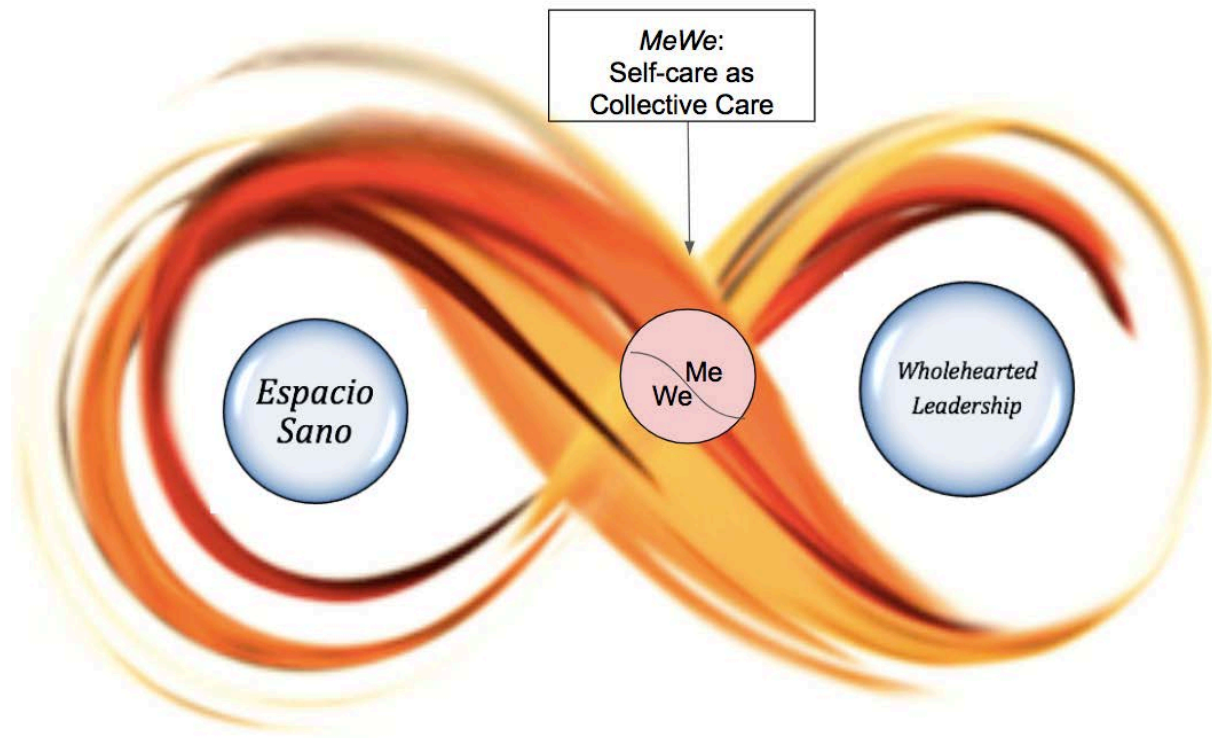 MeWe:
Self-care as
Collective Care
Espacio
Sano
Me
We
Wholehearted
Leadership